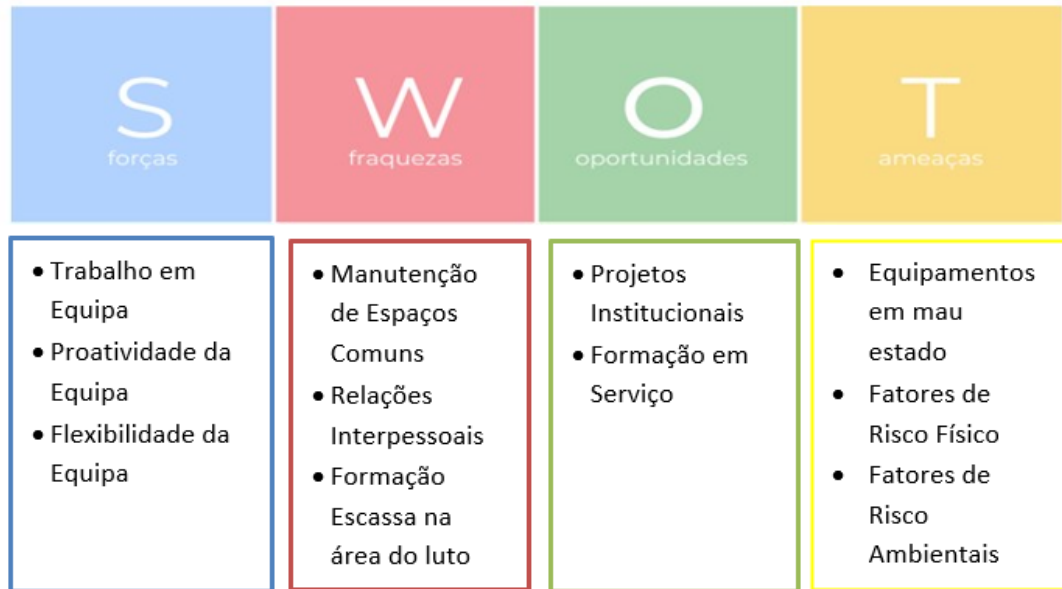 S
forças
W
fraquezas
O
oportunidades
T
ameaças
• Trabalho em
Equipa
• Proatividade da
Equipa
• Flexibilidade da
Equipa
• Manutenção
de Espaços
Comuns
• Relações
Interpessoais
• Formação
Escassa na
área do luto
• Projetos
Institucionais
• Formação em
Serviço
• Equipamentos
em mau
estado
• Fatores de
Risco Físico
• Fatores de
Risco
Ambientais